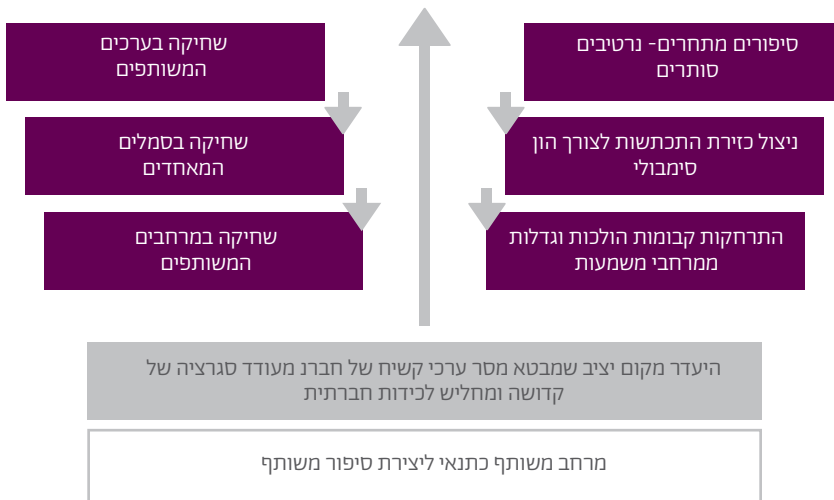 סיפורים מתחרים- נרטיבים
סותרים
ניצול כזירת התכתשות לצורך הון
סימבולי
התרחקות קבומות הולכות וגדלות
ממרחבי משמעות
שחיקה בערכים
המשותפים
שחיקה בסמלים
המאחדים
שחיקה במרחבים
המשותפים
היעדר מקום יציב שמבטא מסר ערכי קשיח של חברנ מעודד סגרציה של
קדושה ומחליש לכידות חברתית
מרחב משותף כתנאי ליצירת סיפור משותף